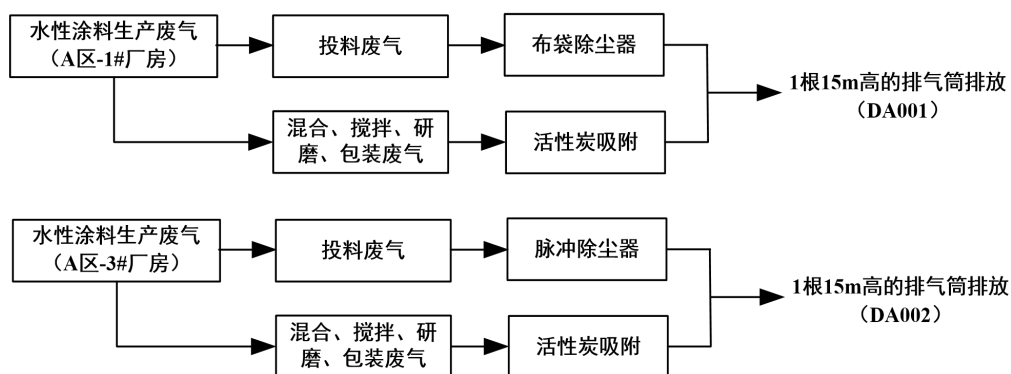 水性涂料生产废气
（A区-1#厂房）
投料废气
布袋除尘器
混合、搅拌、研
磨、包装废气
活性炭吸附
1根15m高的排气筒排放
（DA001）
水性涂料生产废气
（A区-3#厂房）
投料废气
脉冲除尘器
混合、搅拌、研
磨、包装废气
活性炭吸附
1根15m高的排气筒排放
（DA002）